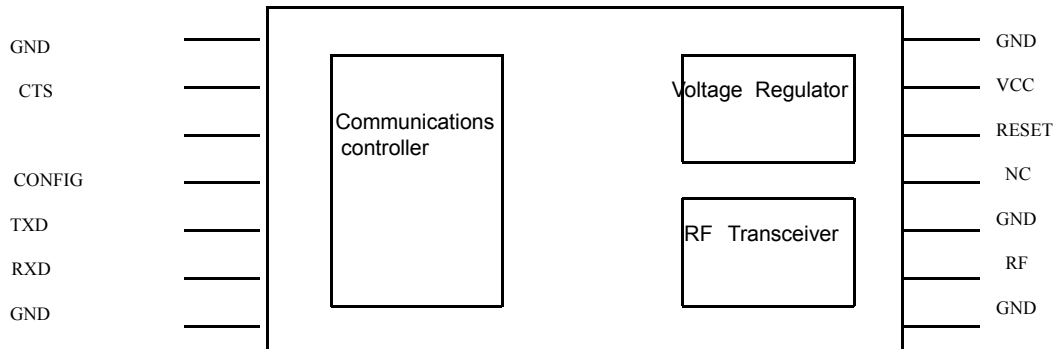 GND
CTS
CONFIG
TXD
RXD
GND
Communications
controller
Voltage Regulator
RF Transceiver
GND
VCC
RESET
NC
GND
RF
GND